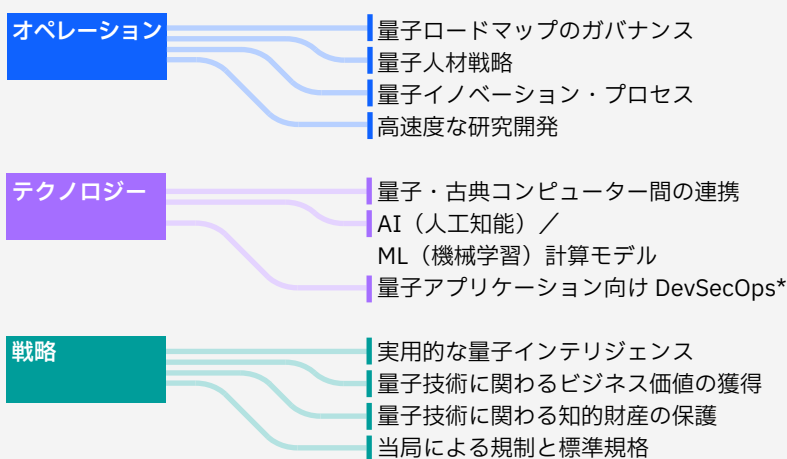 オペレーション
量子ロードマップのガバナンス
量子人材戦略
量子イノベーション・プロセス
高速度な研究開発
テクノロジー
量子・古典コンピューター間の連携
AI（人工知能）／
ML（機械学習）計算モデル
量子アプリケーション向け DevSecOps*
戦略
実用的な量子インテリジェンス
量子技術に関わるビジネス価値の獲得
量子技術に関わる知的財産の保護
当局による規制と標準規格